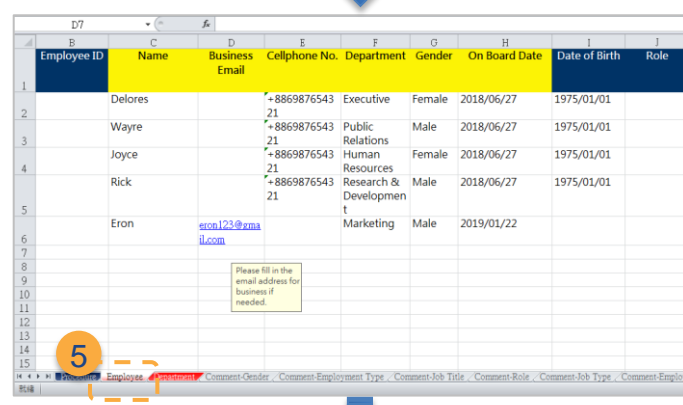 D7 fx
B C D E F G H I J
Employee ID Name Business Email Cellphone No. Department Gender On Board Date Date of Birth Role
1
Delores +8869876543 Executive Female 2018/06/27 1975/01/01
2 21
Wayre +8869876543 Public Male 2018/06/27 1975/01/01
3 21 Relations
Joyce +8869876543 Human Female 2018/06/27 1975/01/01
4 21 Resources
Rick +8869876543 Research & Male 2018/06/27 1975/01/01
21 Developmen
5 t
Eron eron123@gma Marketing Male 2019/01/22
6 il.com
7
8 Please fill in the
9 email address for
10 business if
11 needed.
12
13
14
15
5
Procedure Employee Department Comment-Gender Comment-Employment Type Comment-Job Title Comment-Role Comment-Job Type Comment-Emplo
就緒